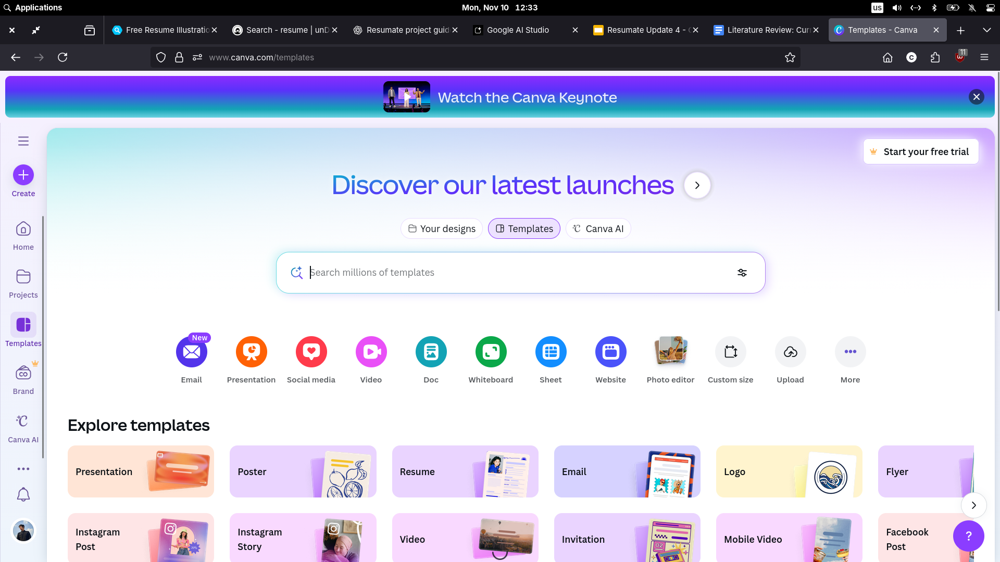 Applications
Mon, Nov 10 12:33
us
Free Resume Illustratio
Search - resume | unD
Resumate project guid
Google AI Studio
Resumate Update 4 - G
Literature Review: Curr
Templates - Canva
www.canva.com/templates
11
Watch the Canva Keynote
Start your free trial
Discover our latest launches
Create
Your designs
Templates
Canva AI
Home
Search millions of templates
Projects
Templates
New
Email
Presentation
Social media
Video
Doc
Whiteboard
Sheet
Website
Photo editor
Custom size
Upload
More
CO
Brand
Canva AI
Explore templates
Presentation
Poster
Resume
Email
Logo
Flyer
Instagram
Post
20%
Instagram
Story
Video
Invitation
02
Mobile Video
Facebook
Post
?